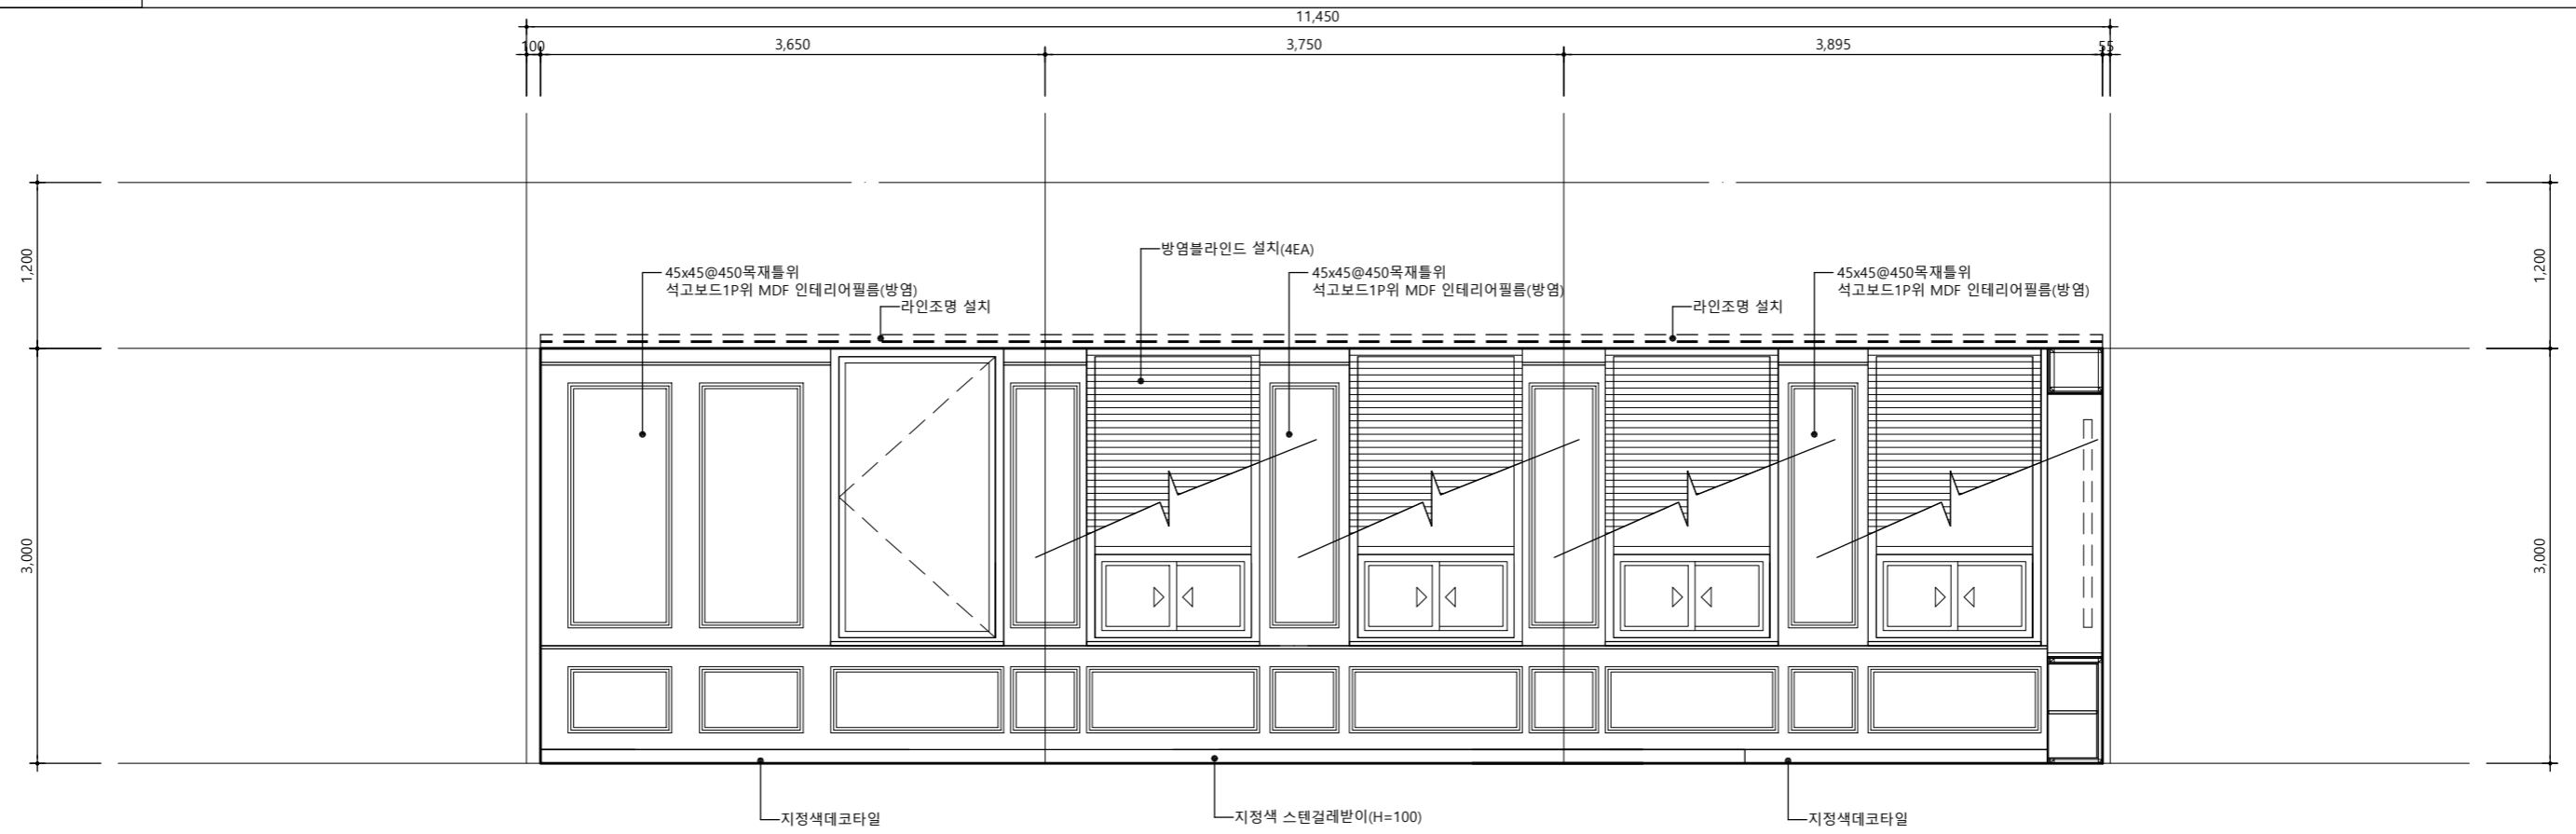 11,450
100
3,650
3,750
3,895
55
1,200
1,200
방염블라인드 설치(4EA)
45x45@450목재틀위
석고보드1P위 MDF 인테리어필름(방염)
45x45@450목재틀위
석고보드1P위 MDF 인테리어필름(방염)
45x45@450목재틀위
석고보드1P위 MDF 인테리어필름(방염)
라인조명 설치
라인조명 설치
3,000
3,000
지정색데코타일
지정색 스텐걸레받이(H=100)
지정색데코타일